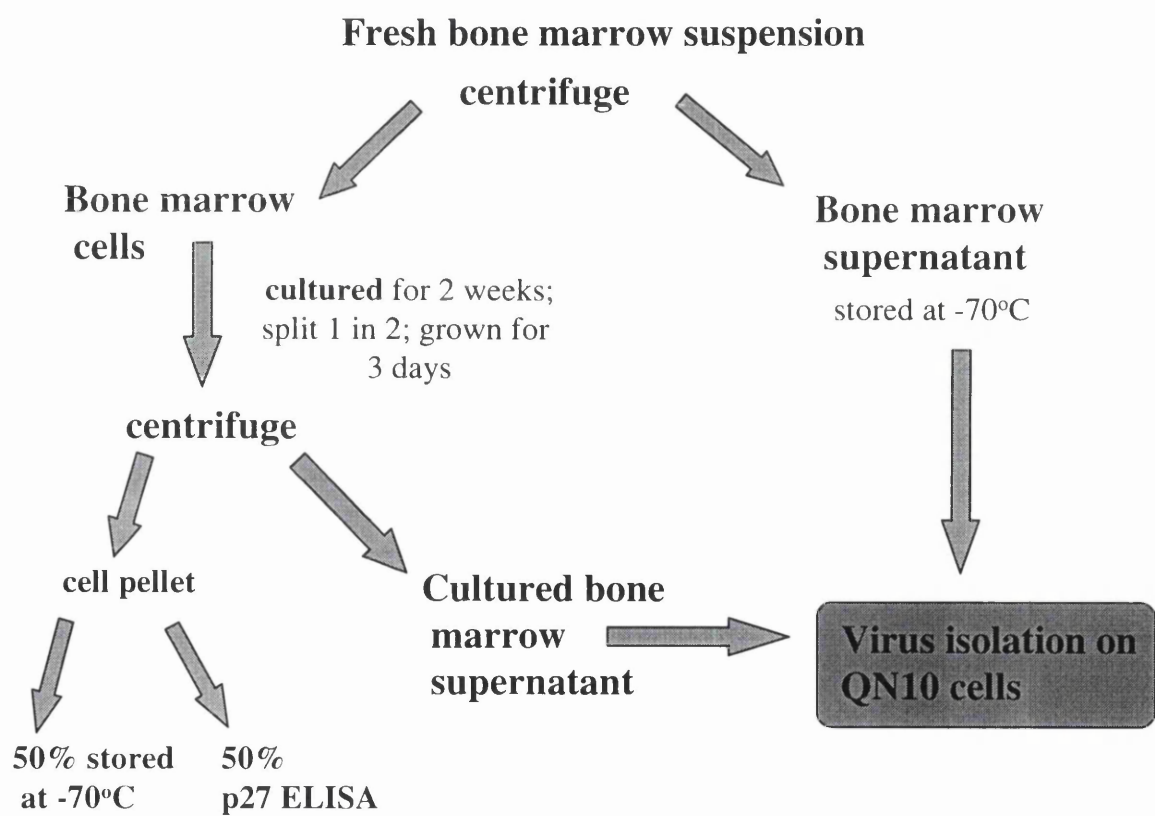 Fresh bone marrow suspension
centrifuge
Bone marrow
cells
Bone marrow
supernatant
stored at -70°C
cultured for 2 weeks;
split 1 in 2; grown for
3 days
centrifuge
cell pellet
Cultured bone
marrow
supernatant
Virus isolation on
QN10 cells
50% stored
at -70°C
50%
p27 ELISA